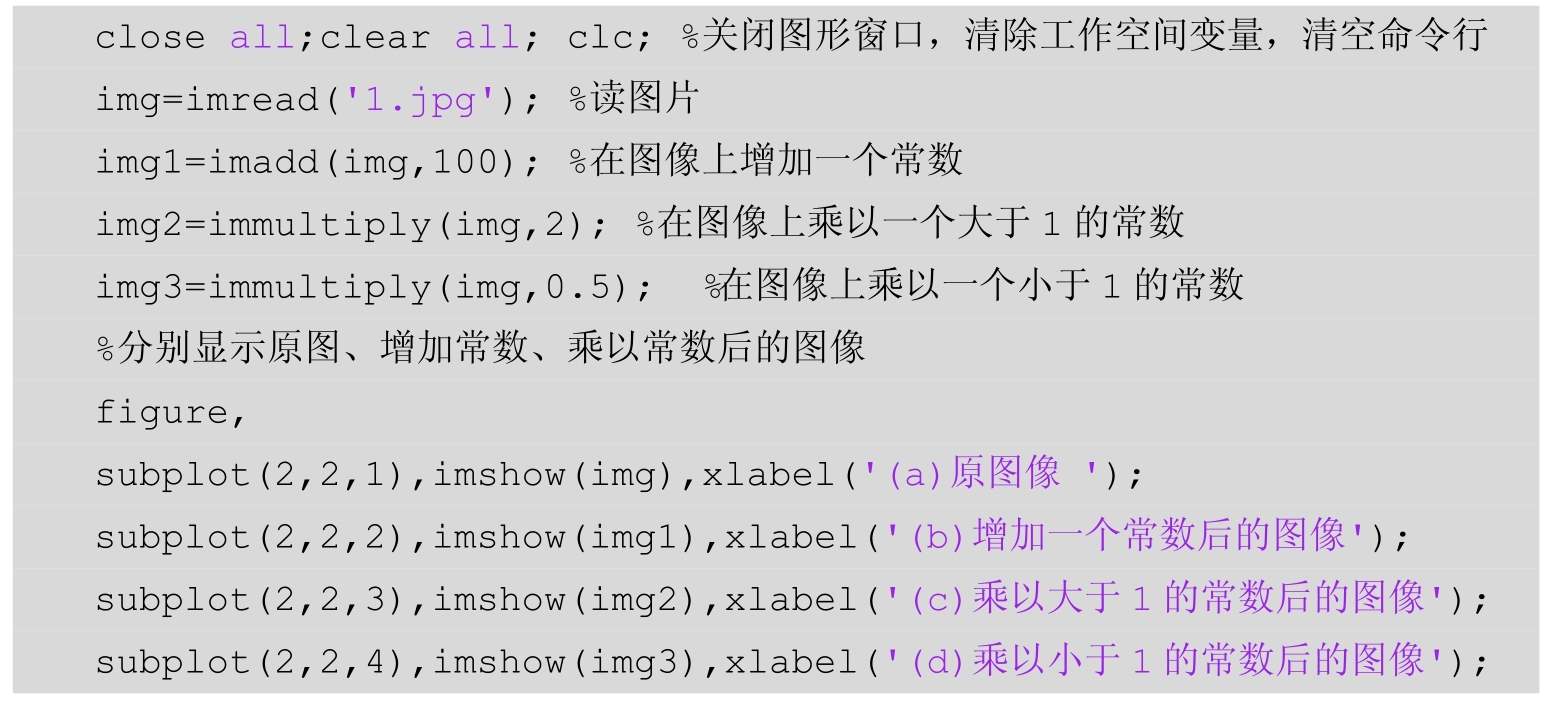 close all;clear all; clc; %关闭图形窗口，清除工作空间变量，清空命令行
img=imread('1.jpg'); %读图片
img1=imadd(img,100); %在图像上增加一个常数
img2=immultiply(img,2); %在图像上乘以一个大于 1 的常数
img3=immultiply(img,0.5);  %在图像上乘以一个小于 1 的常数
%分别显示原图、增加常数、乘以常数后的图像
figure,
subplot(2,2,1),imshow(img),xlabel('(a)原图像 ');
subplot(2,2,2),imshow(img1),xlabel('(b)增加一个常数后的图像');
subplot(2,2,3),imshow(img2),xlabel('(c)乘以大于 1 的常数后的图像');
subplot(2,2,4),imshow(img3),xlabel('(d)乘以小于 1 的常数后的图像');